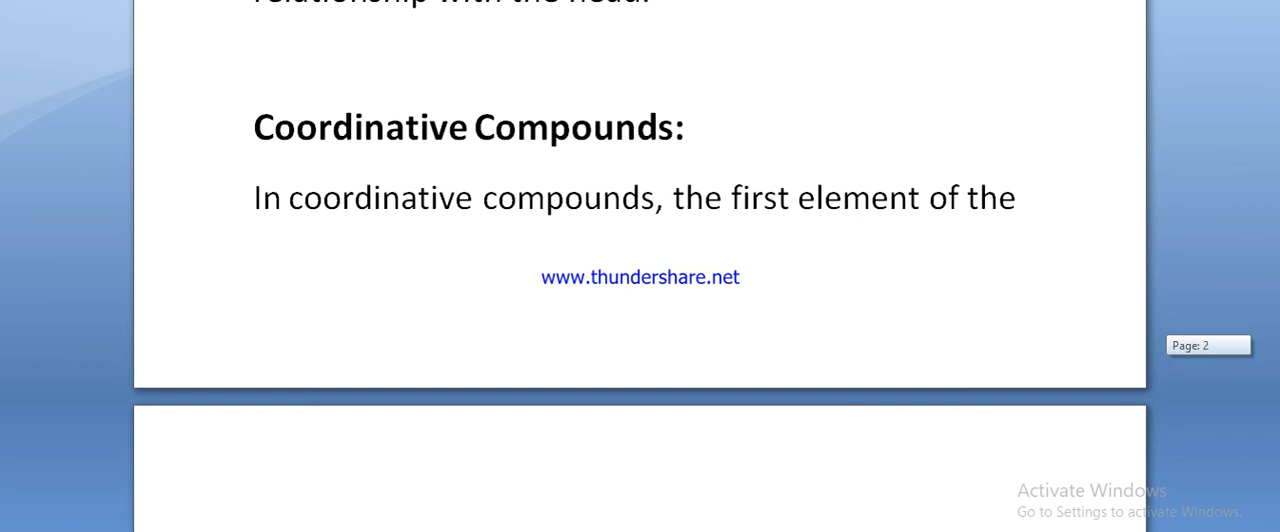 relationship with the head.
Coordinative Compounds:
In coordinative compounds, the first element of the
www.thundershare.net
Page: 2
Activate Windows
Go to Settings to activate Windows.